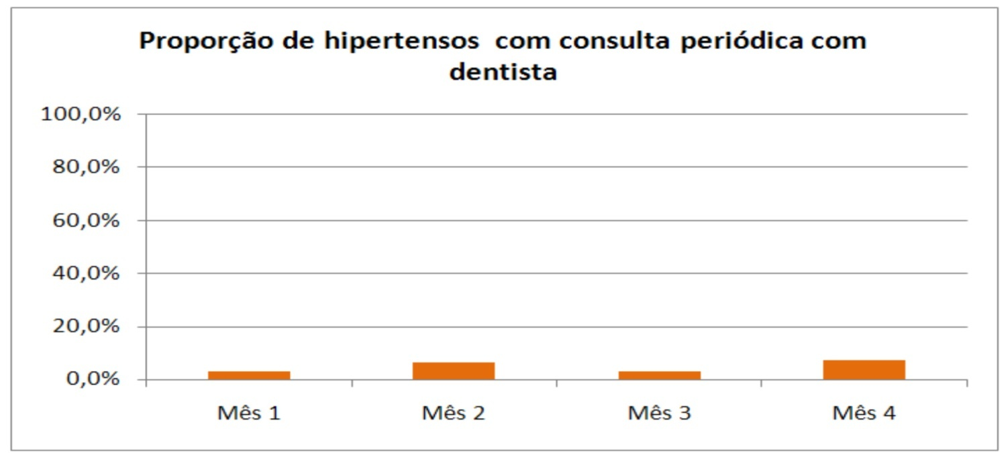 Proporção de hipertensos com consulta periódica com
dentista
100,0%
80,0%
60,0%
40,0%
20,0%
0,0%
Mês 1
Mês 2
Mês 3
Mês 4